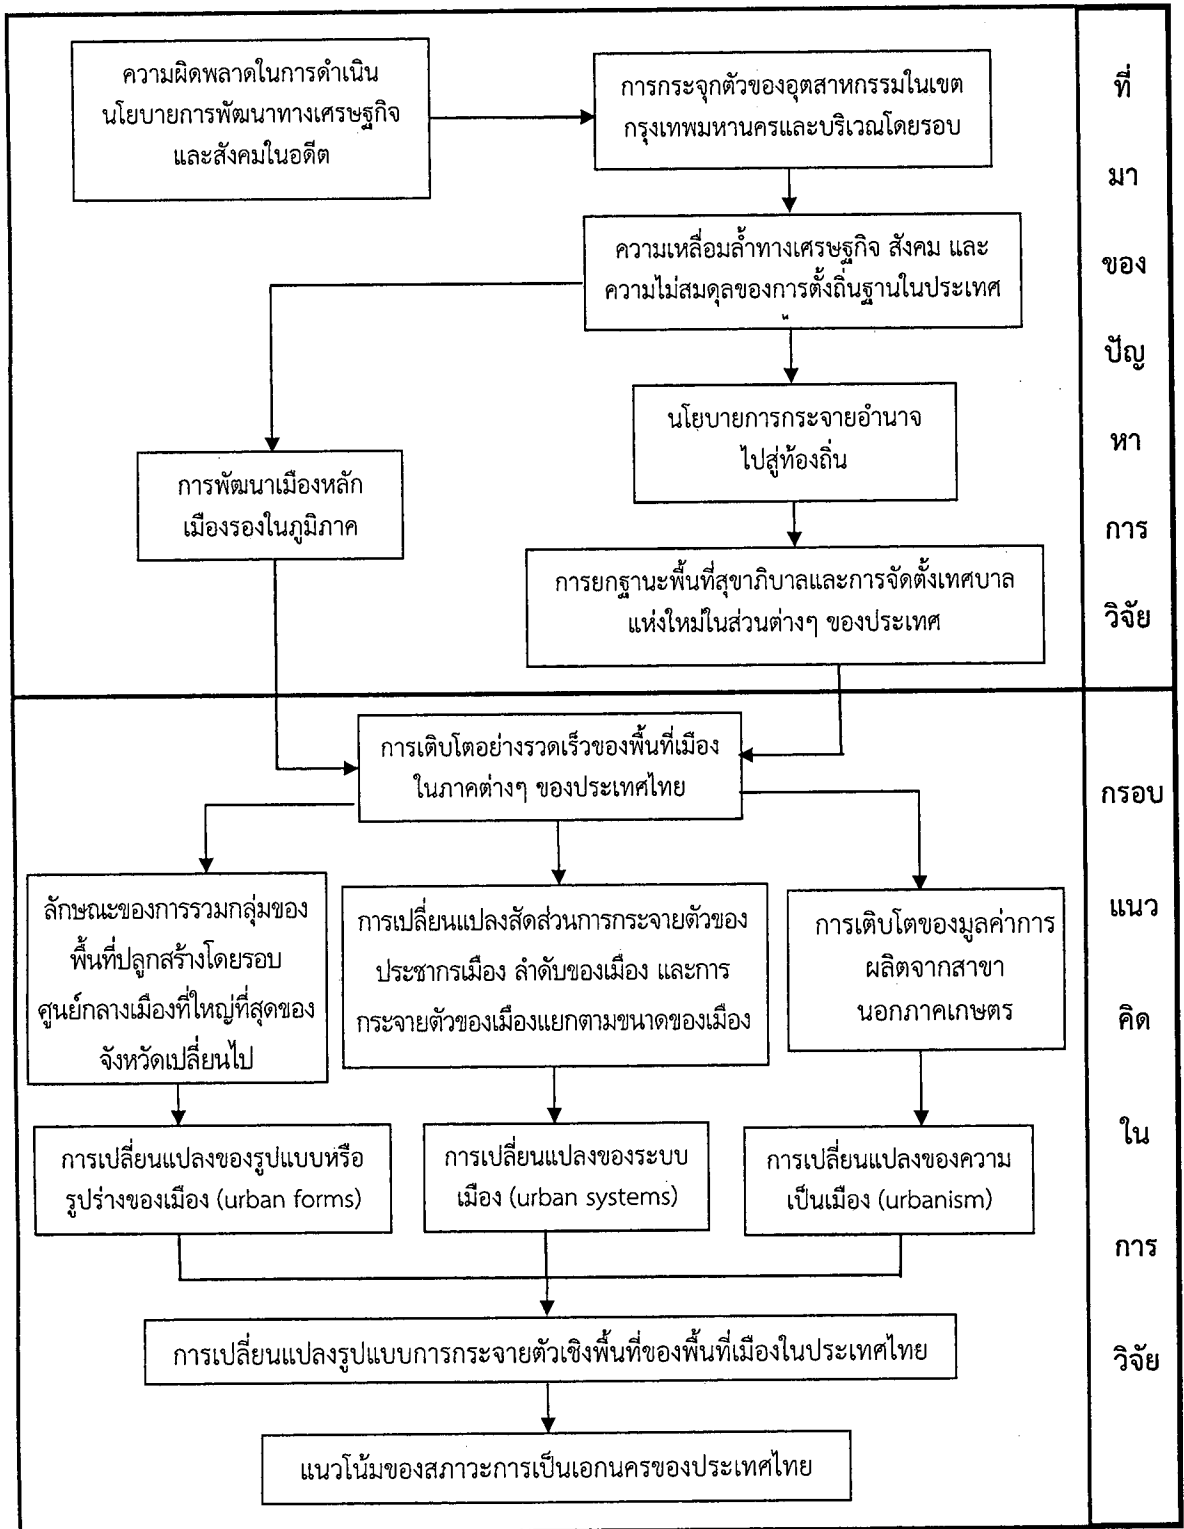 ความผิดพลาดในการดำเนิน
นโยบายการพัฒนาทางเศรษฐกิจ
และสังคมในอดีต
การกระจุกตัวของอุตสาหกรรมในเขต
กรุงเทพมหานครและบริเวณโดยรอบ
ความเหลื่อมล้ำทางเศรษฐกิจ สังคม และ
ความไม่สมดุลของการตั้งถิ่นฐานในประเทศ
นโยบายการกระจายอำนาจ
ไปสู่ท้องถิ่น
การพัฒนาเมืองหลัก
เมืองรองในภูมิภาค
การยกฐานะพื้นที่สุขาภิบาลและการจัดตั้งเทศบาล
แห่งใหม่ในส่วนต่างๆ ของประเทศ
ที่
มา
ของ
ปัญ
หา
การ
วิจัย
การเติบโตอย่างรวดเร็วของพื้นที่เมือง
ในภาคต่างๆ ของประเทศไทย
ลักษณะของการรวมกลุ่มของ
พื้นที่ปลูกสร้างโดยรอบ
ศูนย์กลางเมืองที่ใหญ่ที่สุดของ
จังหวัดเปลี่ยนไป
การเปลี่ยนแปลงสัดส่วนการกระจายตัวของ
ประชากรเมือง ลำดับของเมือง และการ
กระจายตัวของเมืองแยกตามขนาดของเมือง
การเติบโตของมูลค่าการ
ผลิตจากสาขา
นอกภาคเกษตร
การเปลี่ยนแปลงของรูปแบบหรือ
รูปร่างของเมือง (urban forms)
การเปลี่ยนแปลงของระบบ
เมือง (urban systems)
การเปลี่ยนแปลงของความ
เป็นเมือง (urbanism)
การเปลี่ยนแปลงรูปแบบการกระจายตัวเชิงพื้นที่ของพื้นที่เมืองในประเทศไทย
แนวโน้มของสภาวะการเป็นเอกนครของประเทศไทย
กรอบ
แนว
คิด
ใน
การ
วิจัย